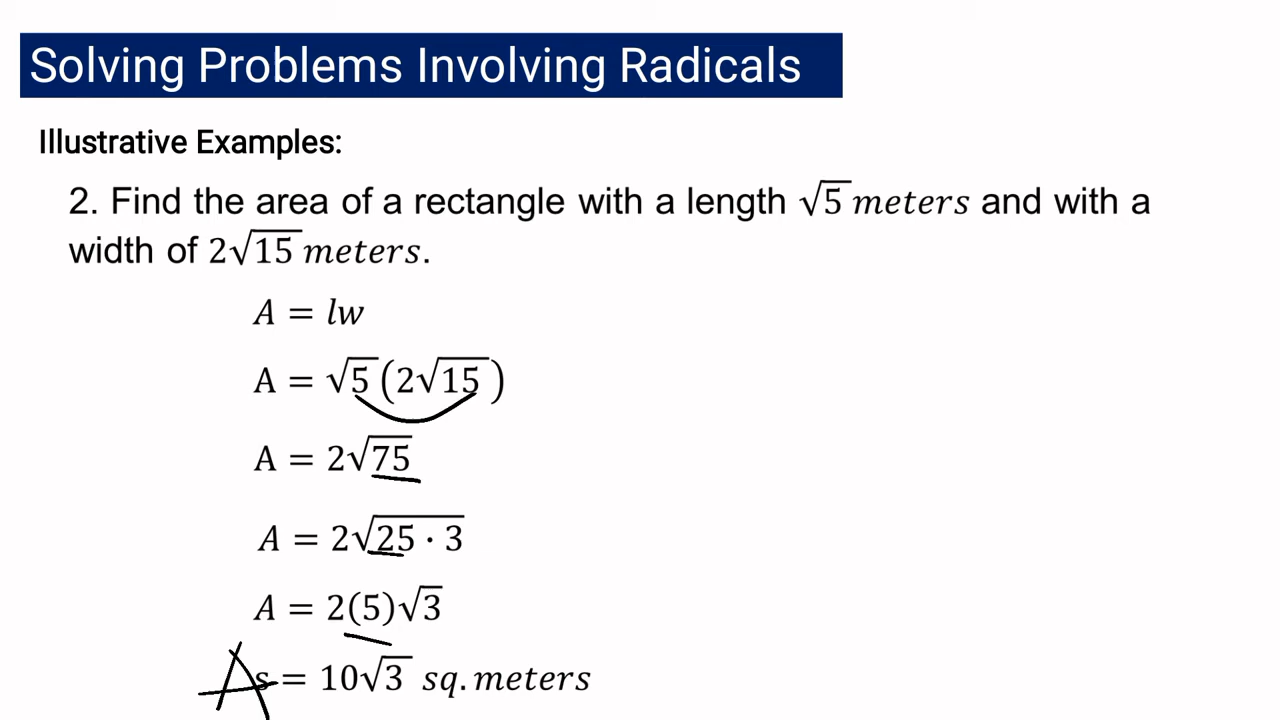 Solving Problems Involving Radicals
Illustrative Examples:
2. Find the area of a rectangle with a length √5 meters and with a
width of 2√15 meters.
A = lw
A = √5(2√15)
A = 2√75
A = 2√25 · 3
A = 2(5)√3
A s = 10√3 sq. meters